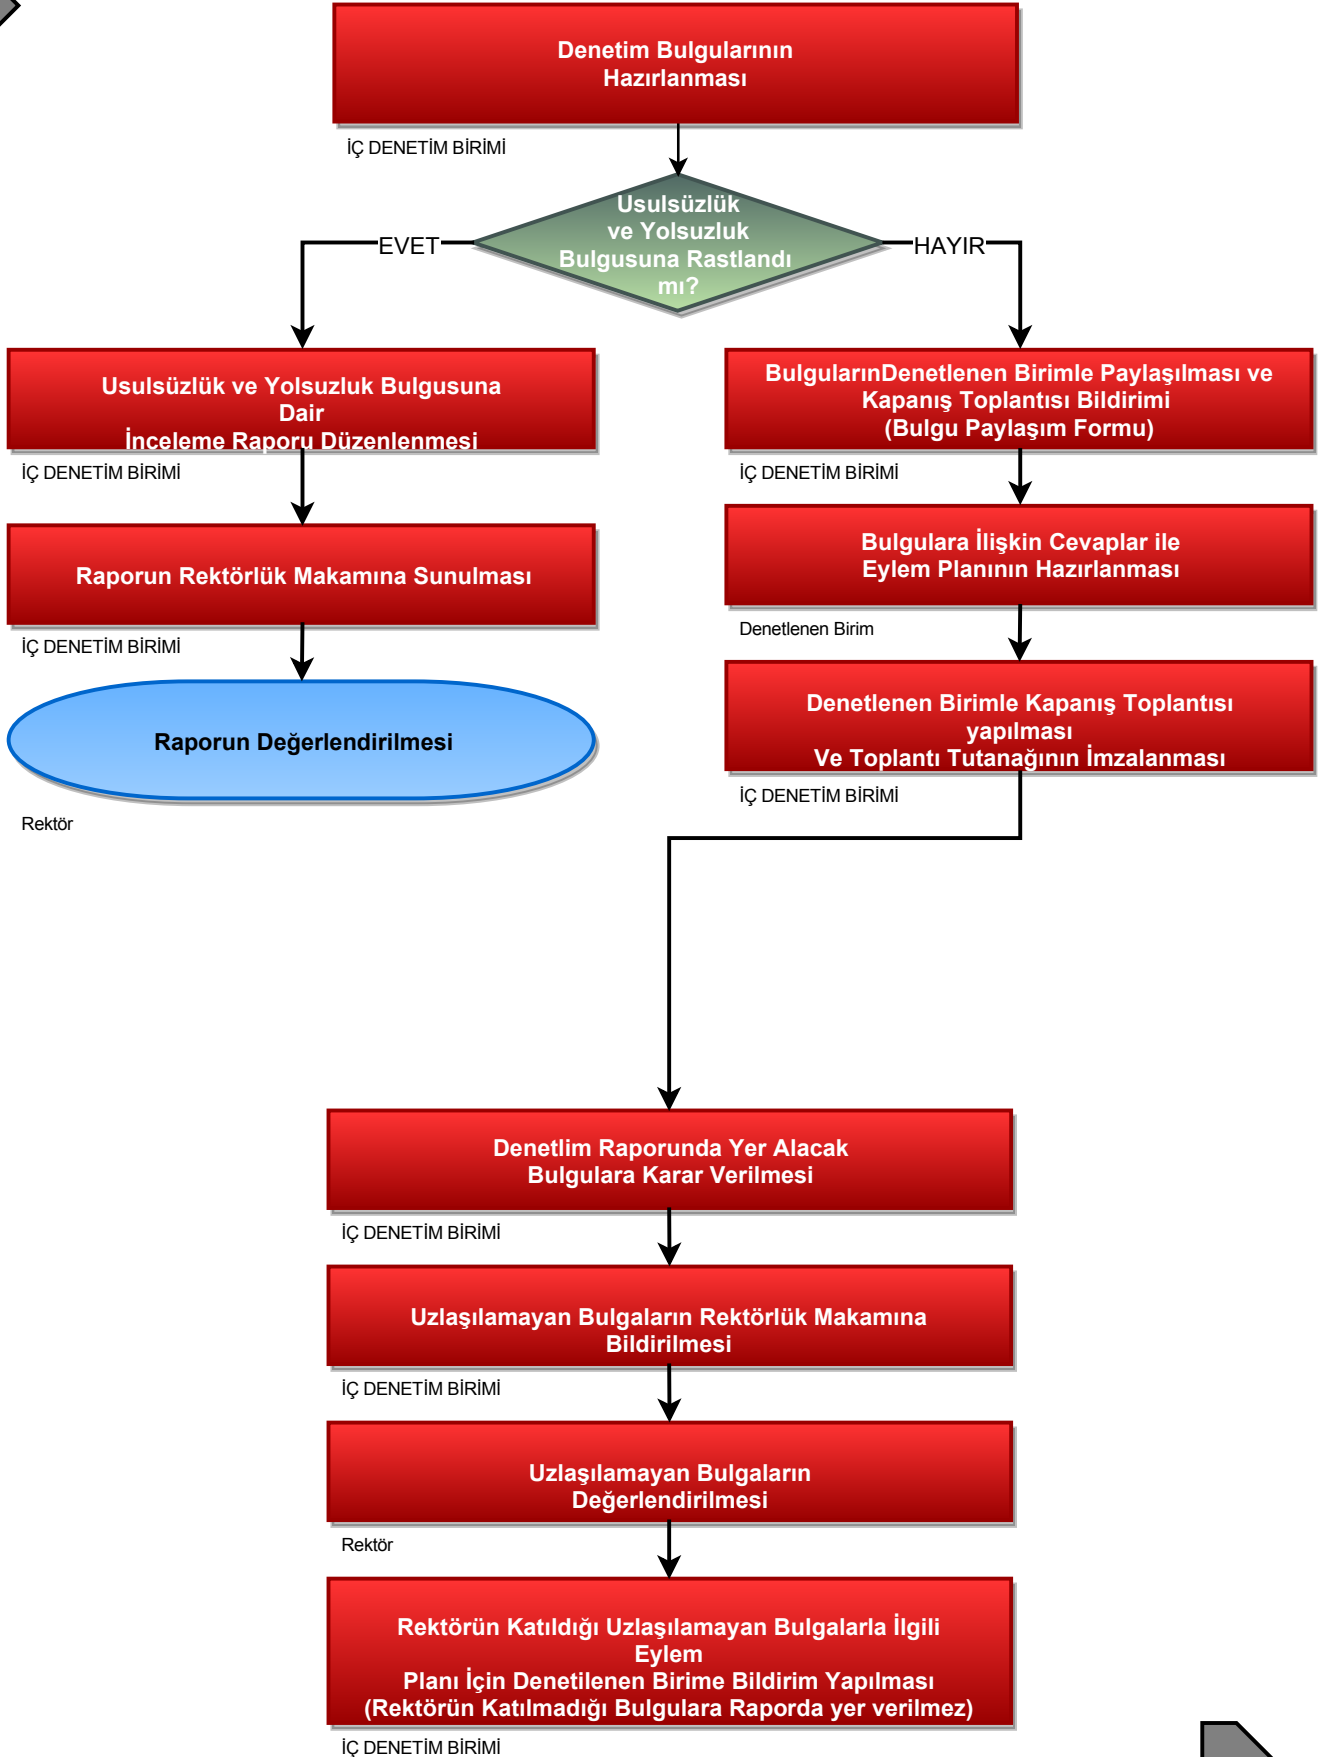 Denetim Bulgularının
Hazırlanması
İÇ DENETİM BİRİMİ
Usulsüzlük
ve Yolsuzluk
Bulgusuna Rastlandı
mı?
EVET
HAYIR
Usulsüzlük ve Yolsuzluk Bulgusuna
Dair
İnceleme Raporu Düzenlenmesi
İÇ DENETİM BİRİMİ
Raporun Rektörlük Makamına Sunulması
İÇ DENETİM BİRİMİ
Raporun Değerlendirilmesi
Rektör
BulgularınDenetlenen Birimle Paylaşılması ve
Kapanış Toplantısı Bildirimi
(Bulgu Paylaşım Formu)
İÇ DENETİM BİRİMİ
Bulgulara İlişkin Cevaplar ile
Eylem Planının Hazırlanması
Denetlenen Birim
Denetlenen Birimle Kapanış Toplantısı
yapılması
Ve Toplantı Tutanağının İmzalanması
İÇ DENETİM BİRİMİ
Denetlim Raporunda Yer Alacak
Bulgulara Karar Verilmesi
İÇ DENETİM BİRİMİ
Uzlaşılamayan Bulgaların Rektörlük Makamına
Bildirilmesi
İÇ DENETİM BİRİMİ
Uzlaşılamayan Bulgaların
Değerlendirilmesi
Rektör
Rektörün Katıldığı Uzlaşılamayan Bulgalarla İlgili
Eylem
Planı İçin Denetilenen Birime Bildirim Yapılması
(Rektörün Katılmadığı Bulgulara Raporda yer verilmez)
İÇ DENETİM BİRİMİ